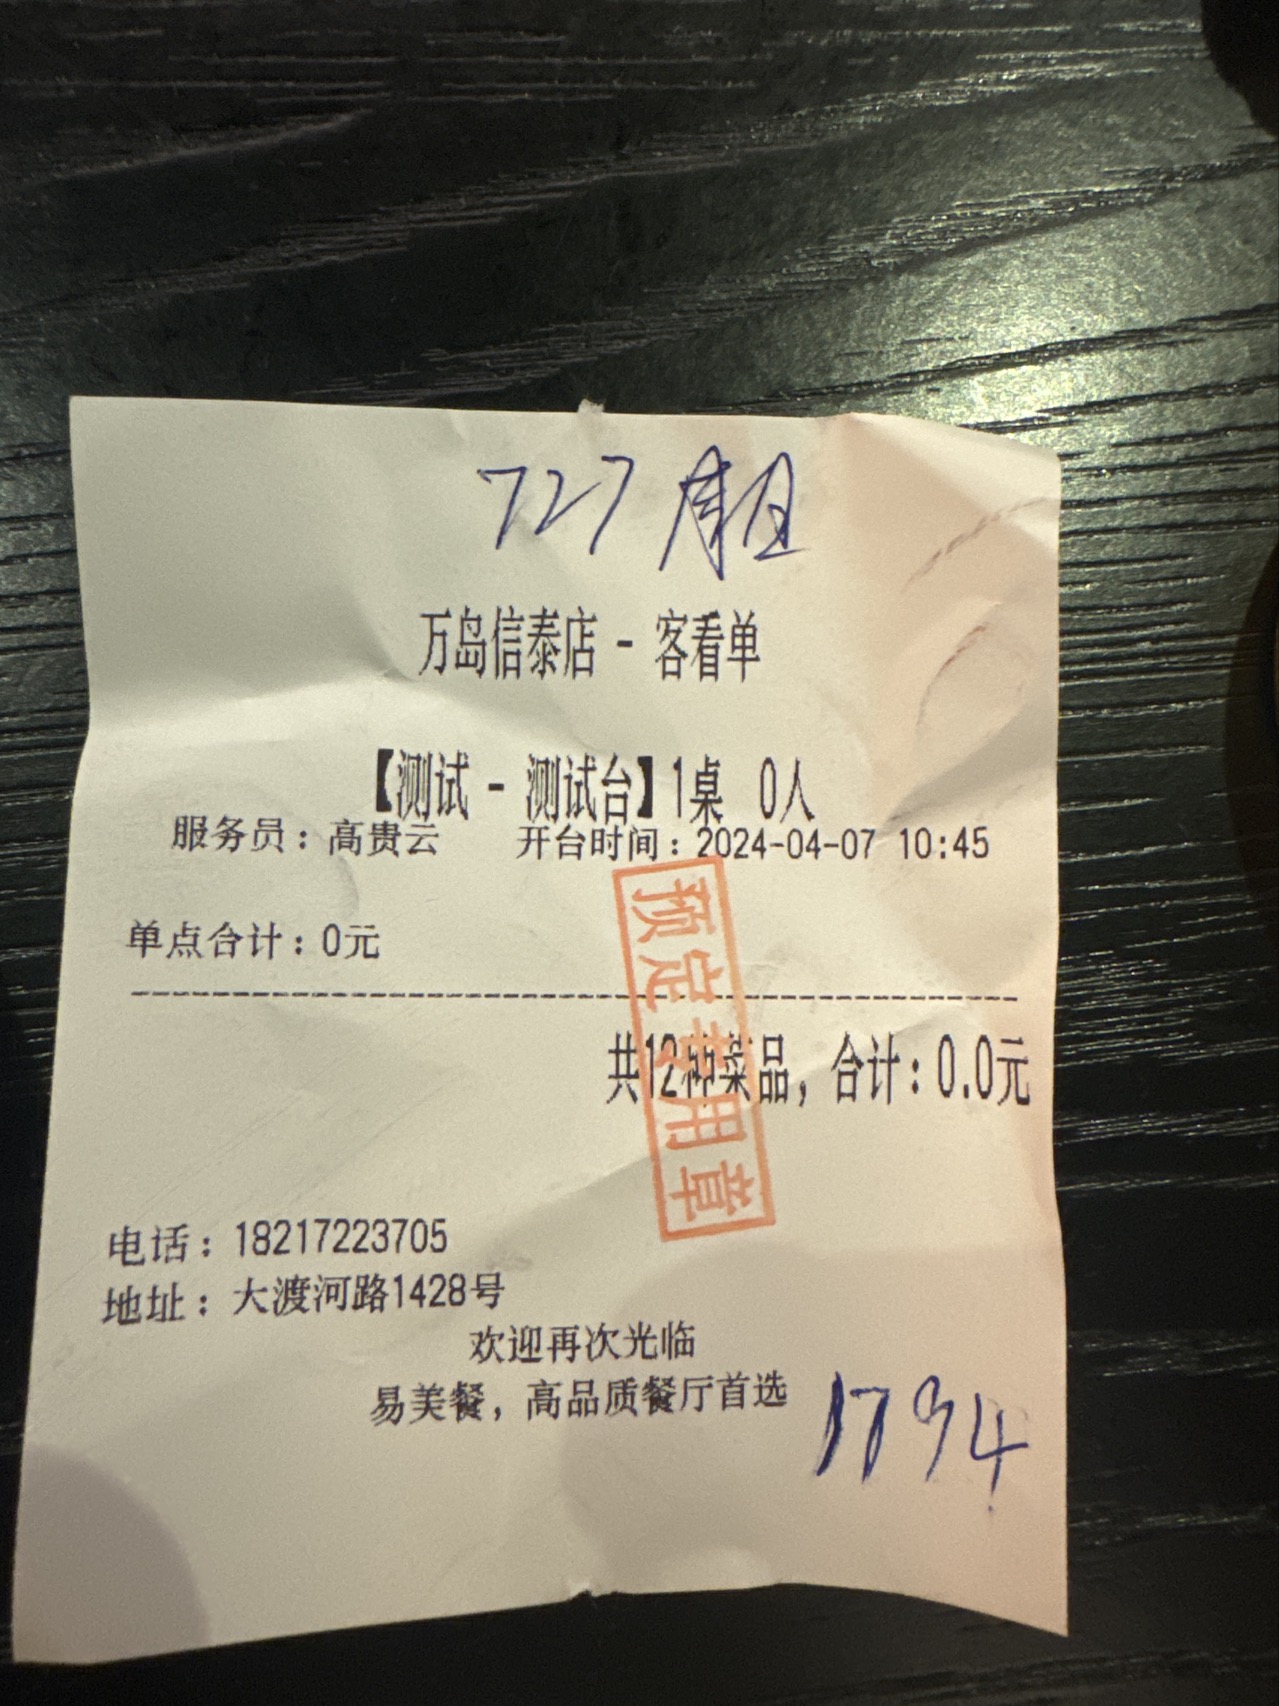 727
万岛信泰店 - 客看单
【测试 - 测试台】1桌 0人
服务员：高贵云 开台时间：2024-04-07 10:45
单点合计：0元
共12种菜品，合计：0.0元
预定专用章
电话：18217223705
地址：大渡河路1428号
欢迎再次光临
易美餐，高品质餐厅首选
1794